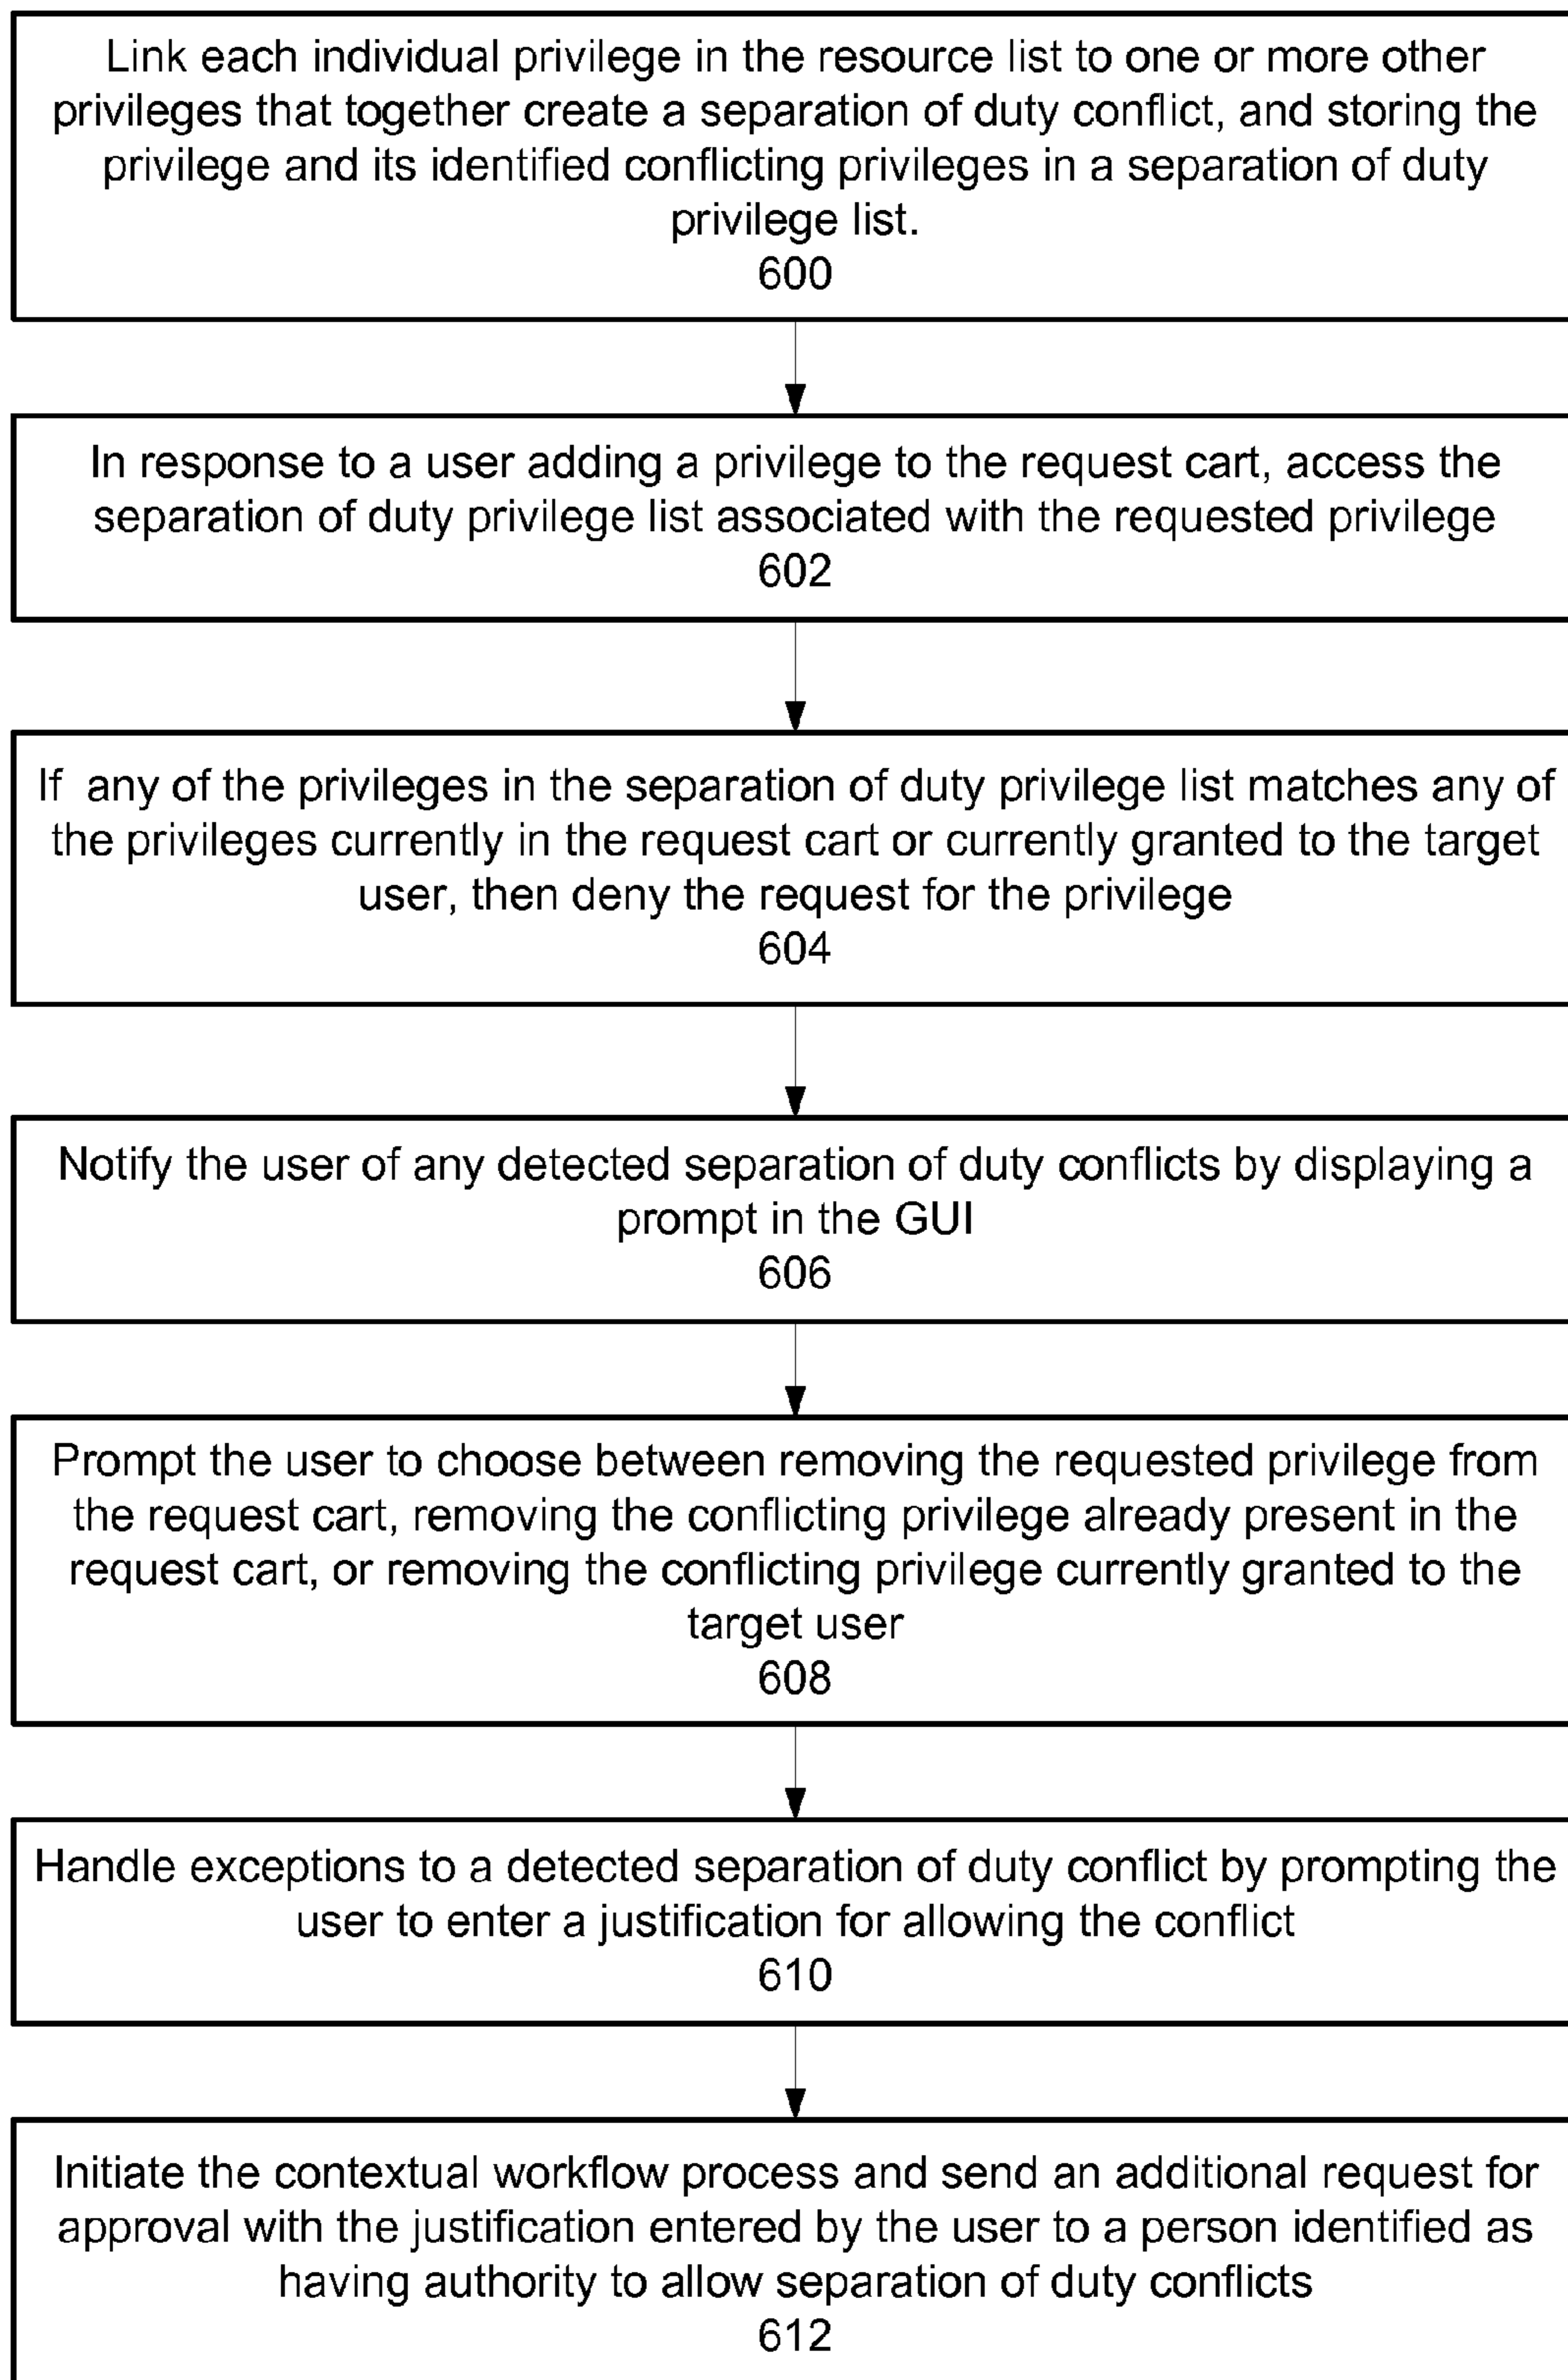 Link each individual privilege in the resource list to one or more other
privileges that together create a separation of duty conflict, and storing the
privilege and its identified conflicting privileges in a separation of duty
privilege list.
600
In response to a user adding a privilege to the request cart, access the
separation of duty privilege list associated with the requested privilege
602
If any of the privileges in the separation of duty privilege list matches any of
the privileges currently in the request cart or currently granted to the target
user, then deny the request for the privilege
604
Notify the user of any detected separation of duty conflicts by displaying a
prompt in the GUI
606
Prompt the user to choose between removing the requested privilege from
the request cart, removing the conflicting privilege already present in the
request cart, or removing the conflicting privilege currently granted to the
target user
608
Handle exceptions to a detected separation of duty conflict by prompting the
user to enter a justification for allowing the conflict
610
Initiate the contextual workflow process and send an additional request for
approval with the justification entered by the user to a person identified as
having authority to allow separation of duty conflicts
612